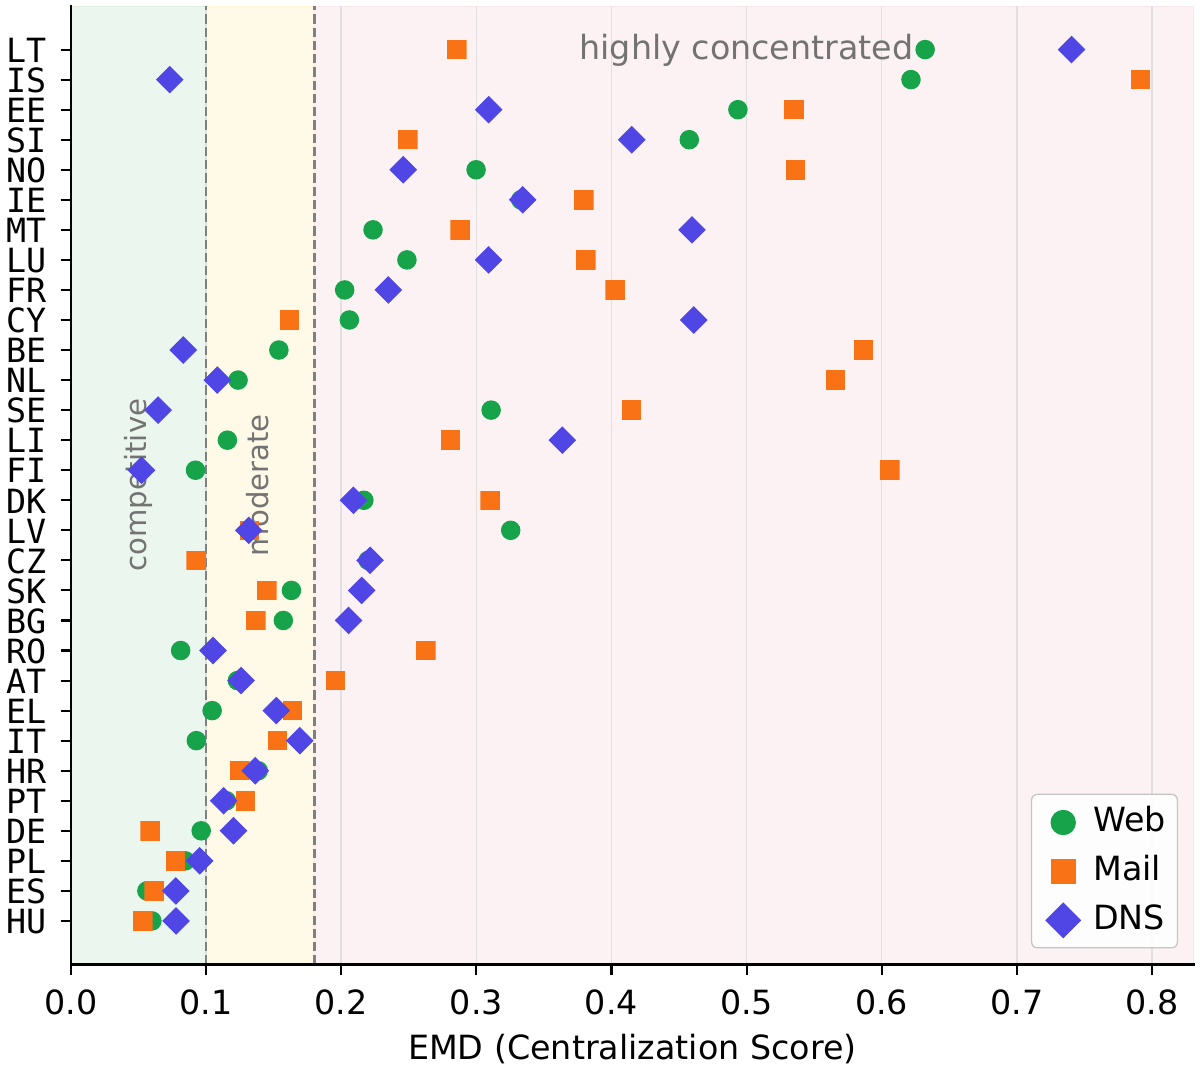 LT
highly concentrated
IS
EE
SI
NO
IE
MT
LU
FR
CY
BE
NL
SE
LI
FI
DK
LV
CZ
SK
BG
RO
AT
EL
IT
HR
PT
DE
PL
ES
HU
competitive
moderate
Web
Mail
DNS
0.0 0.1 0.2 0.3 0.4 0.5 0.6 0.7 0.8
EMD (Centralization Score)